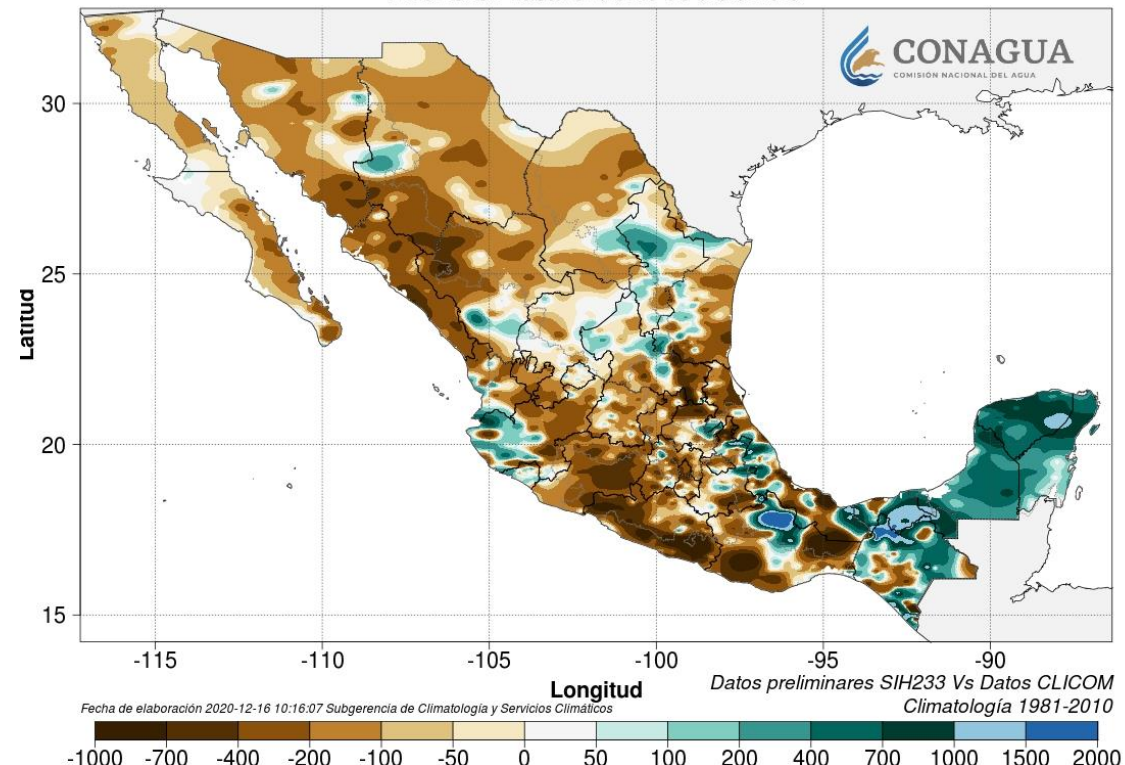 CONAGUA
COMISIÓN NACIONAL DEL AGUA
30
25
20
15
Latitud
-115 -110 -105 -100 -95 -90
Longitud
Datos preliminares SIH233 Vs Datos CLICOM
Climatología 1981-2010
Fecha de elaboración 2020-12-16 10:16:07 Subgerencia de Climatología y Servicios Climáticos
-1000 -700 -400 -200 -100 -50 0 50 100 200 400 700 1000 1500 2000